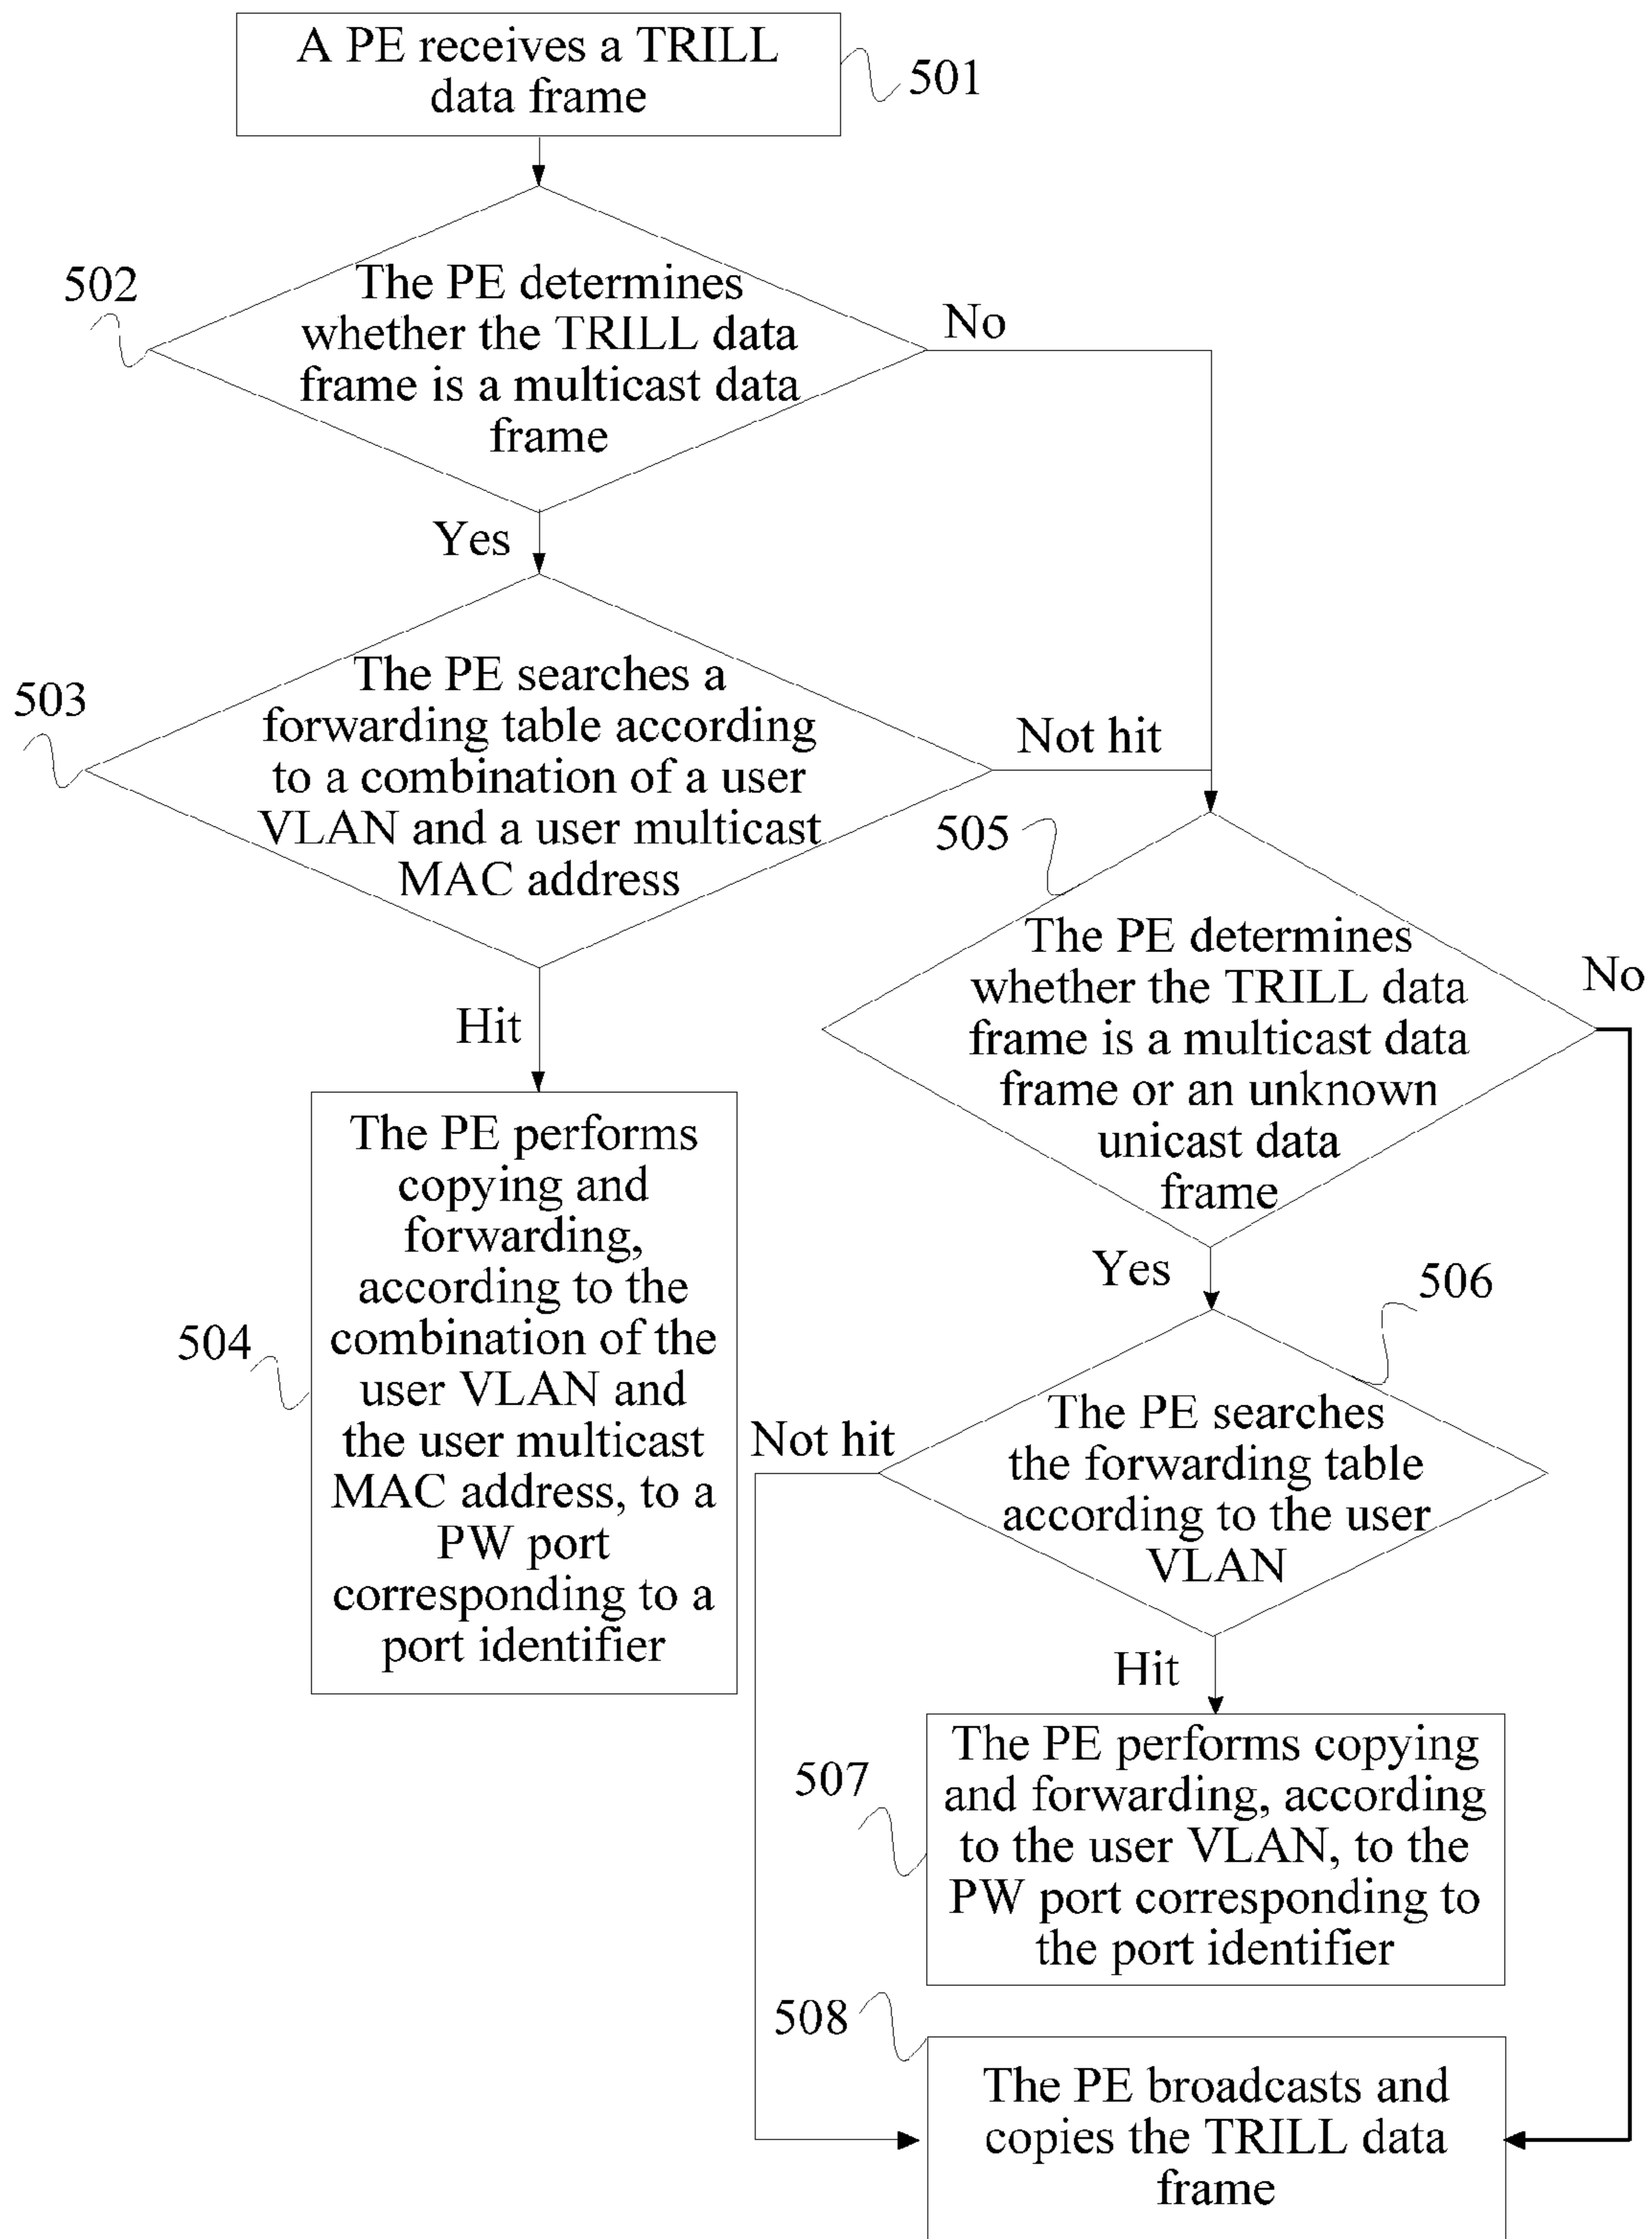 A PE receives a TRILL
data frame
501
502
The PE determines
whether the TRILL data
frame is a multicast data
frame
No
Yes
503
The PE searches a
forwarding table according
to a combination of a user
VLAN and a user multicast
MAC address
Not hit
Hit
505
The PE determines
whether the TRILL data
frame is a multicast data
frame or an unknown
unicast data
frame
No
Yes
504
The PE performs
copying and
forwarding,
according to the
combination of the
user VLAN and
the user multicast
MAC address, to a
PW port
corresponding to a
port identifier
506
The PE searches
the forwarding table
according to the user
VLAN
Not hit
Hit
507
The PE performs copying
and forwarding, according
to the user VLAN, to the
PW port corresponding to
the port identifier
508
The PE broadcasts and
copies the TRILL data
frame